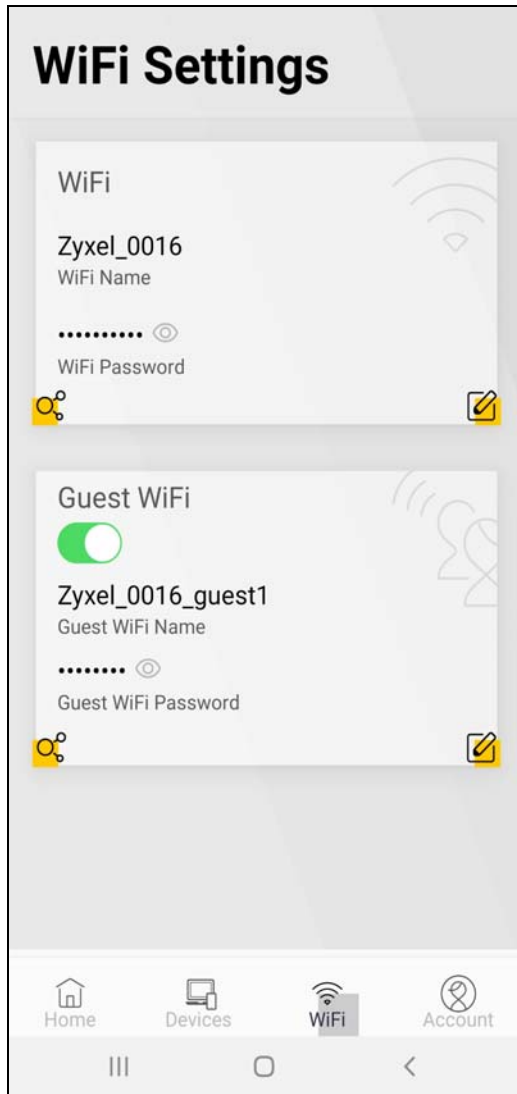 WiFi Settings
WiFi
Zyxel_0016
WiFi Name
••••••••••
WiFi Password
Guest WiFi
Zyxel_0016_guest1
Guest WiFi Name
••••••••
Guest WiFi Password
Home Devices WiFi Account